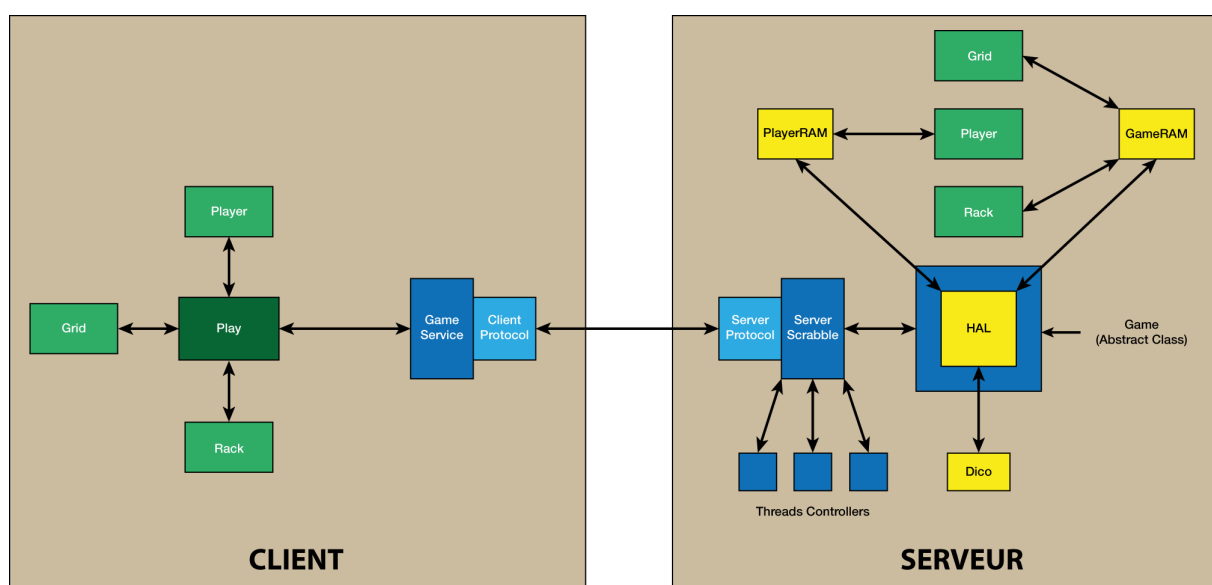 Player
Grid
Play
Game
Service
Client
Protocol
Rack
CLIENT
Grid
PlayerRAM
Player
GameRAM
Rack
Server
Protocol
Server
Scrabble
HAL
Game
(Abstract Class)
Dico
Threads Controllers
SERVEUR